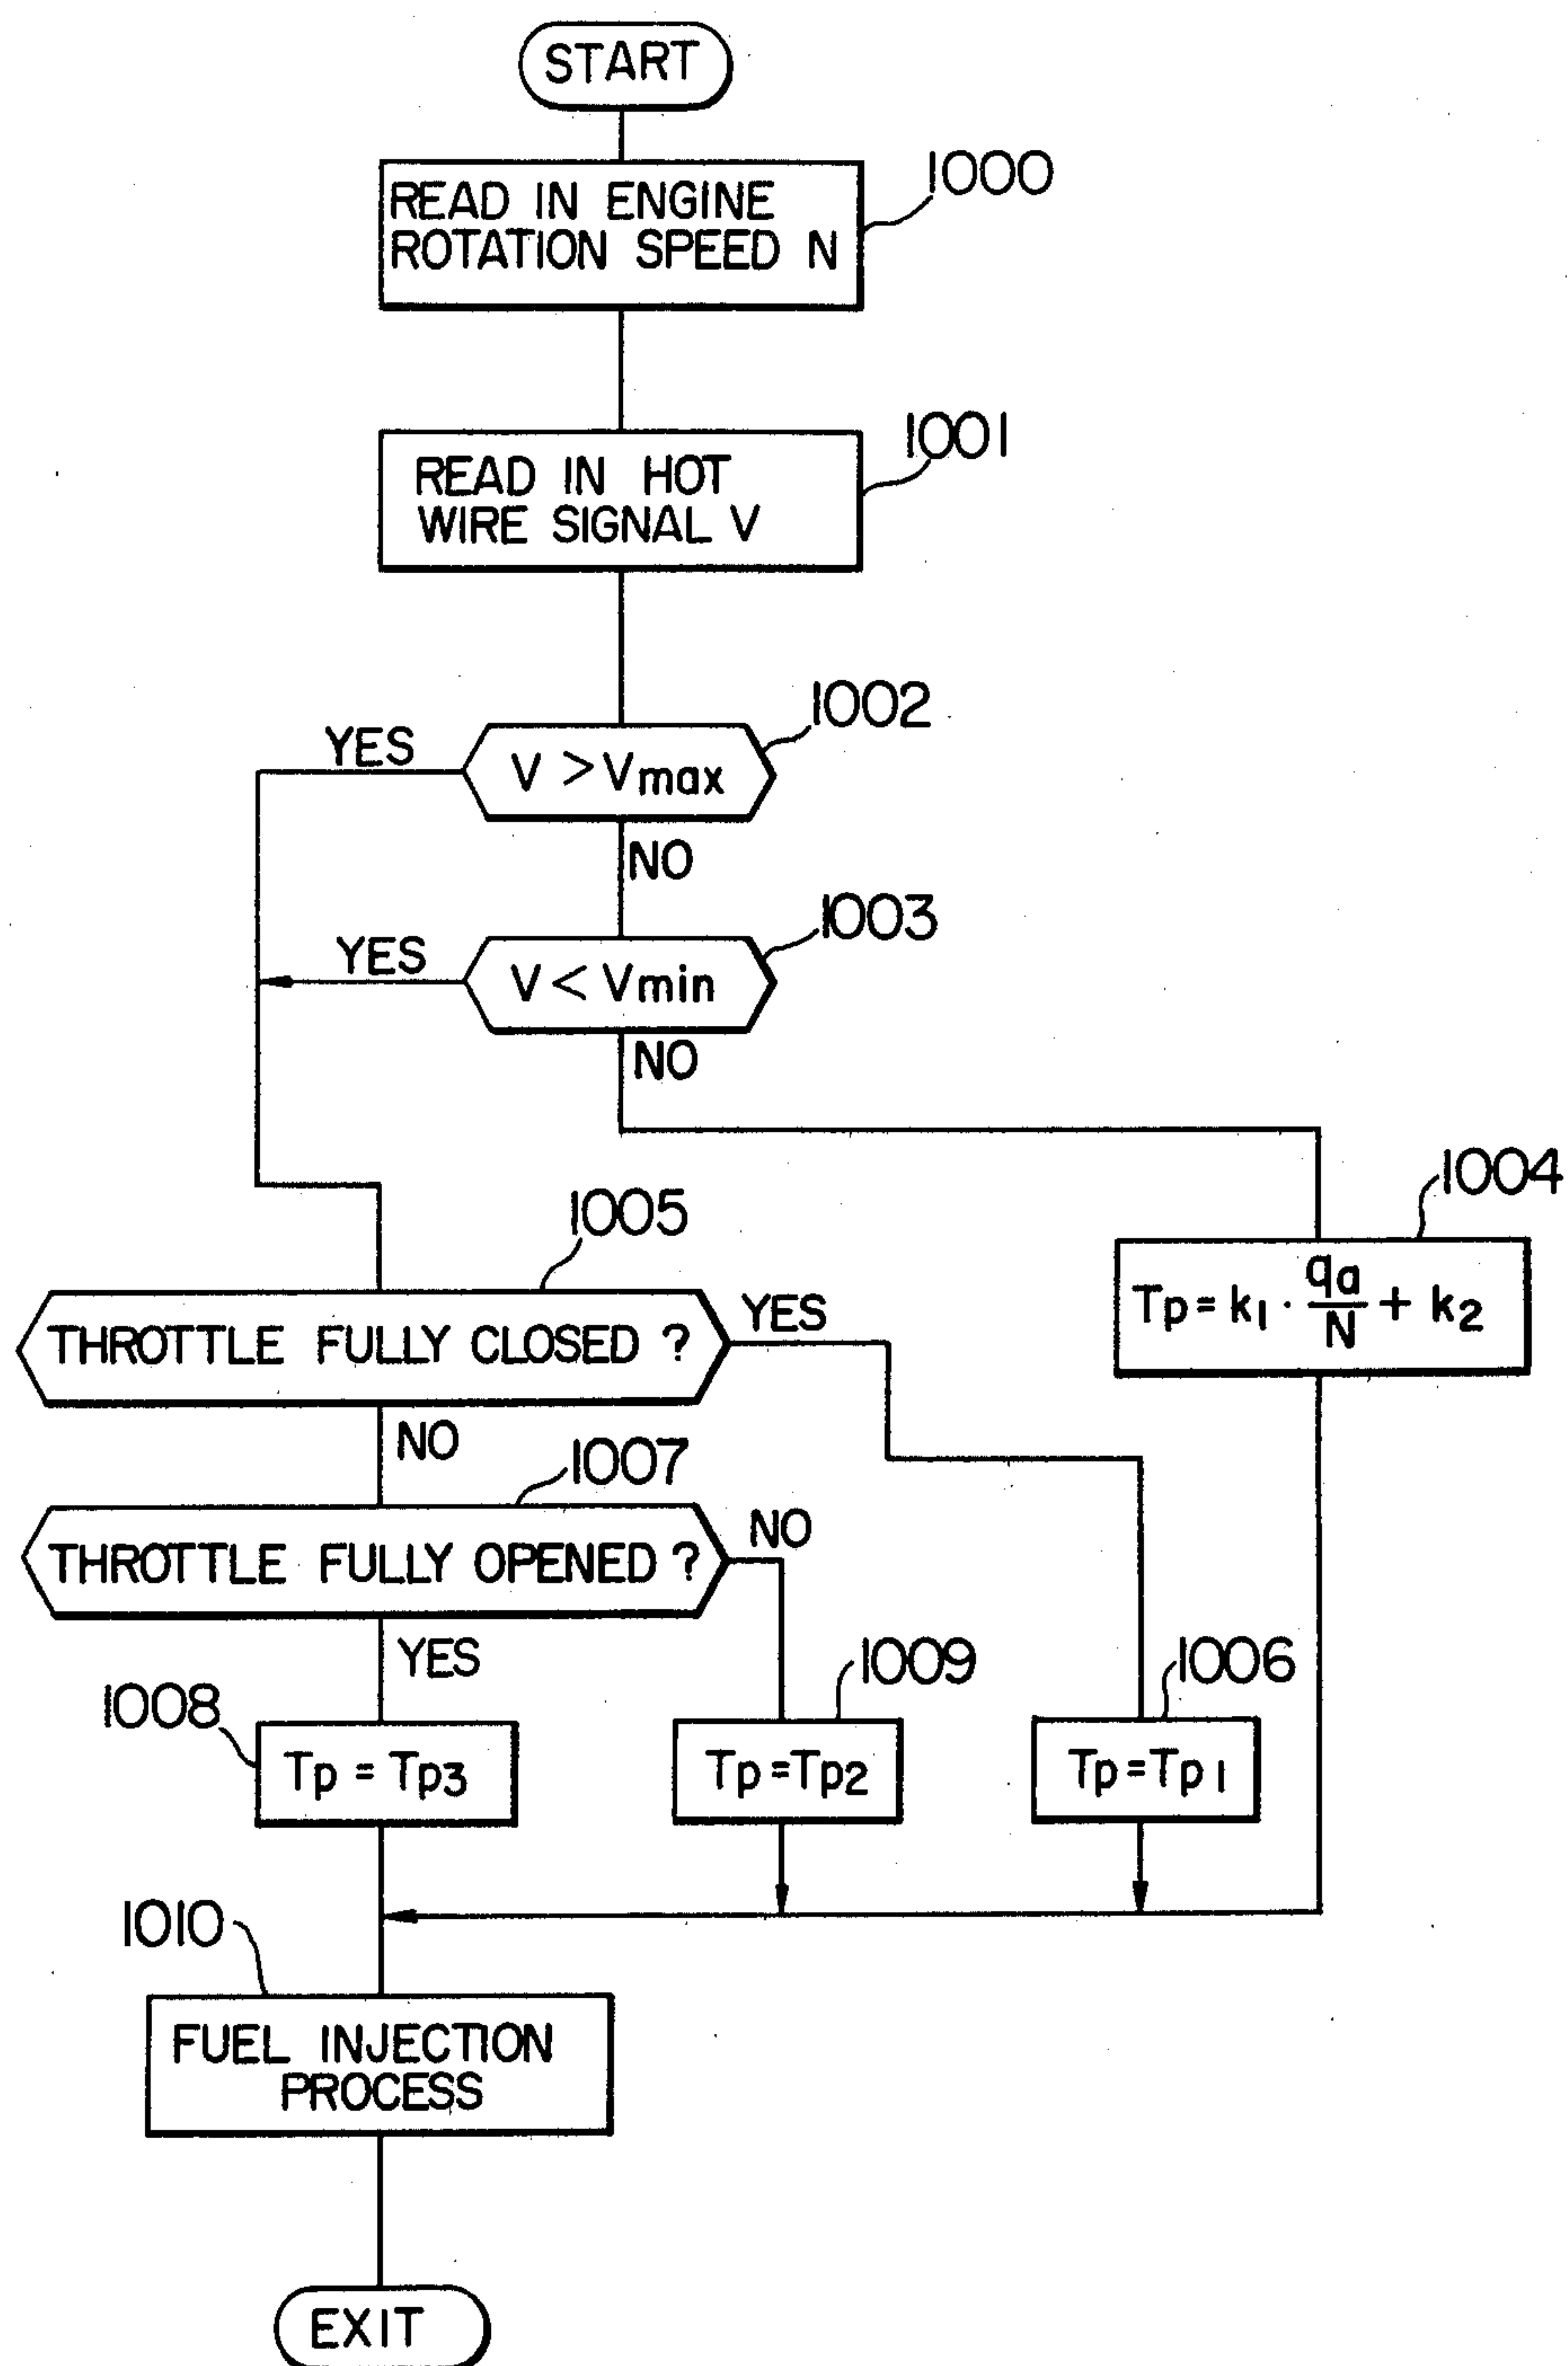 START
1000
READ IN ENGINE
ROTATION SPEED N
1001
READ IN HOT
WIRE SIGNAL V
1002
YES
V > Vmax
NO
1003
YES
V < Vmin
NO
1004
Tp = k1 · qa/N + k2
1005
THROTTLE FULLY CLOSED ?
YES
NO
1007
THROTTLE FULLY OPENED ?
NO
YES
1008
Tp = Tp3
1009
Tp = Tp2
1006
Tp = Tp1
1010
FUEL INJECTION
PROCESS
EXIT